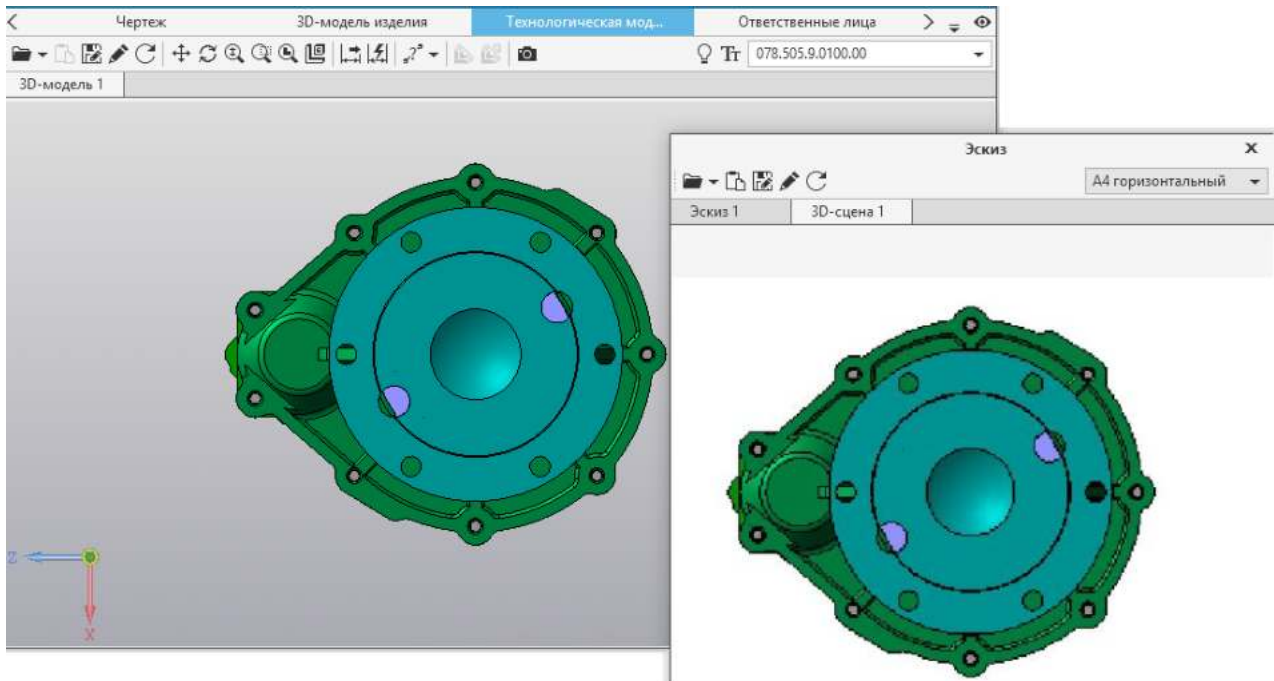 Чертеж 3D-модель изделия Технологическая мод... Ответственные лица
Tr 078.505.9.0100.00
3D-модель 1
Эскиз
А4 горизонтальный
Эскиз 1 3D-сцена 1
Z
X